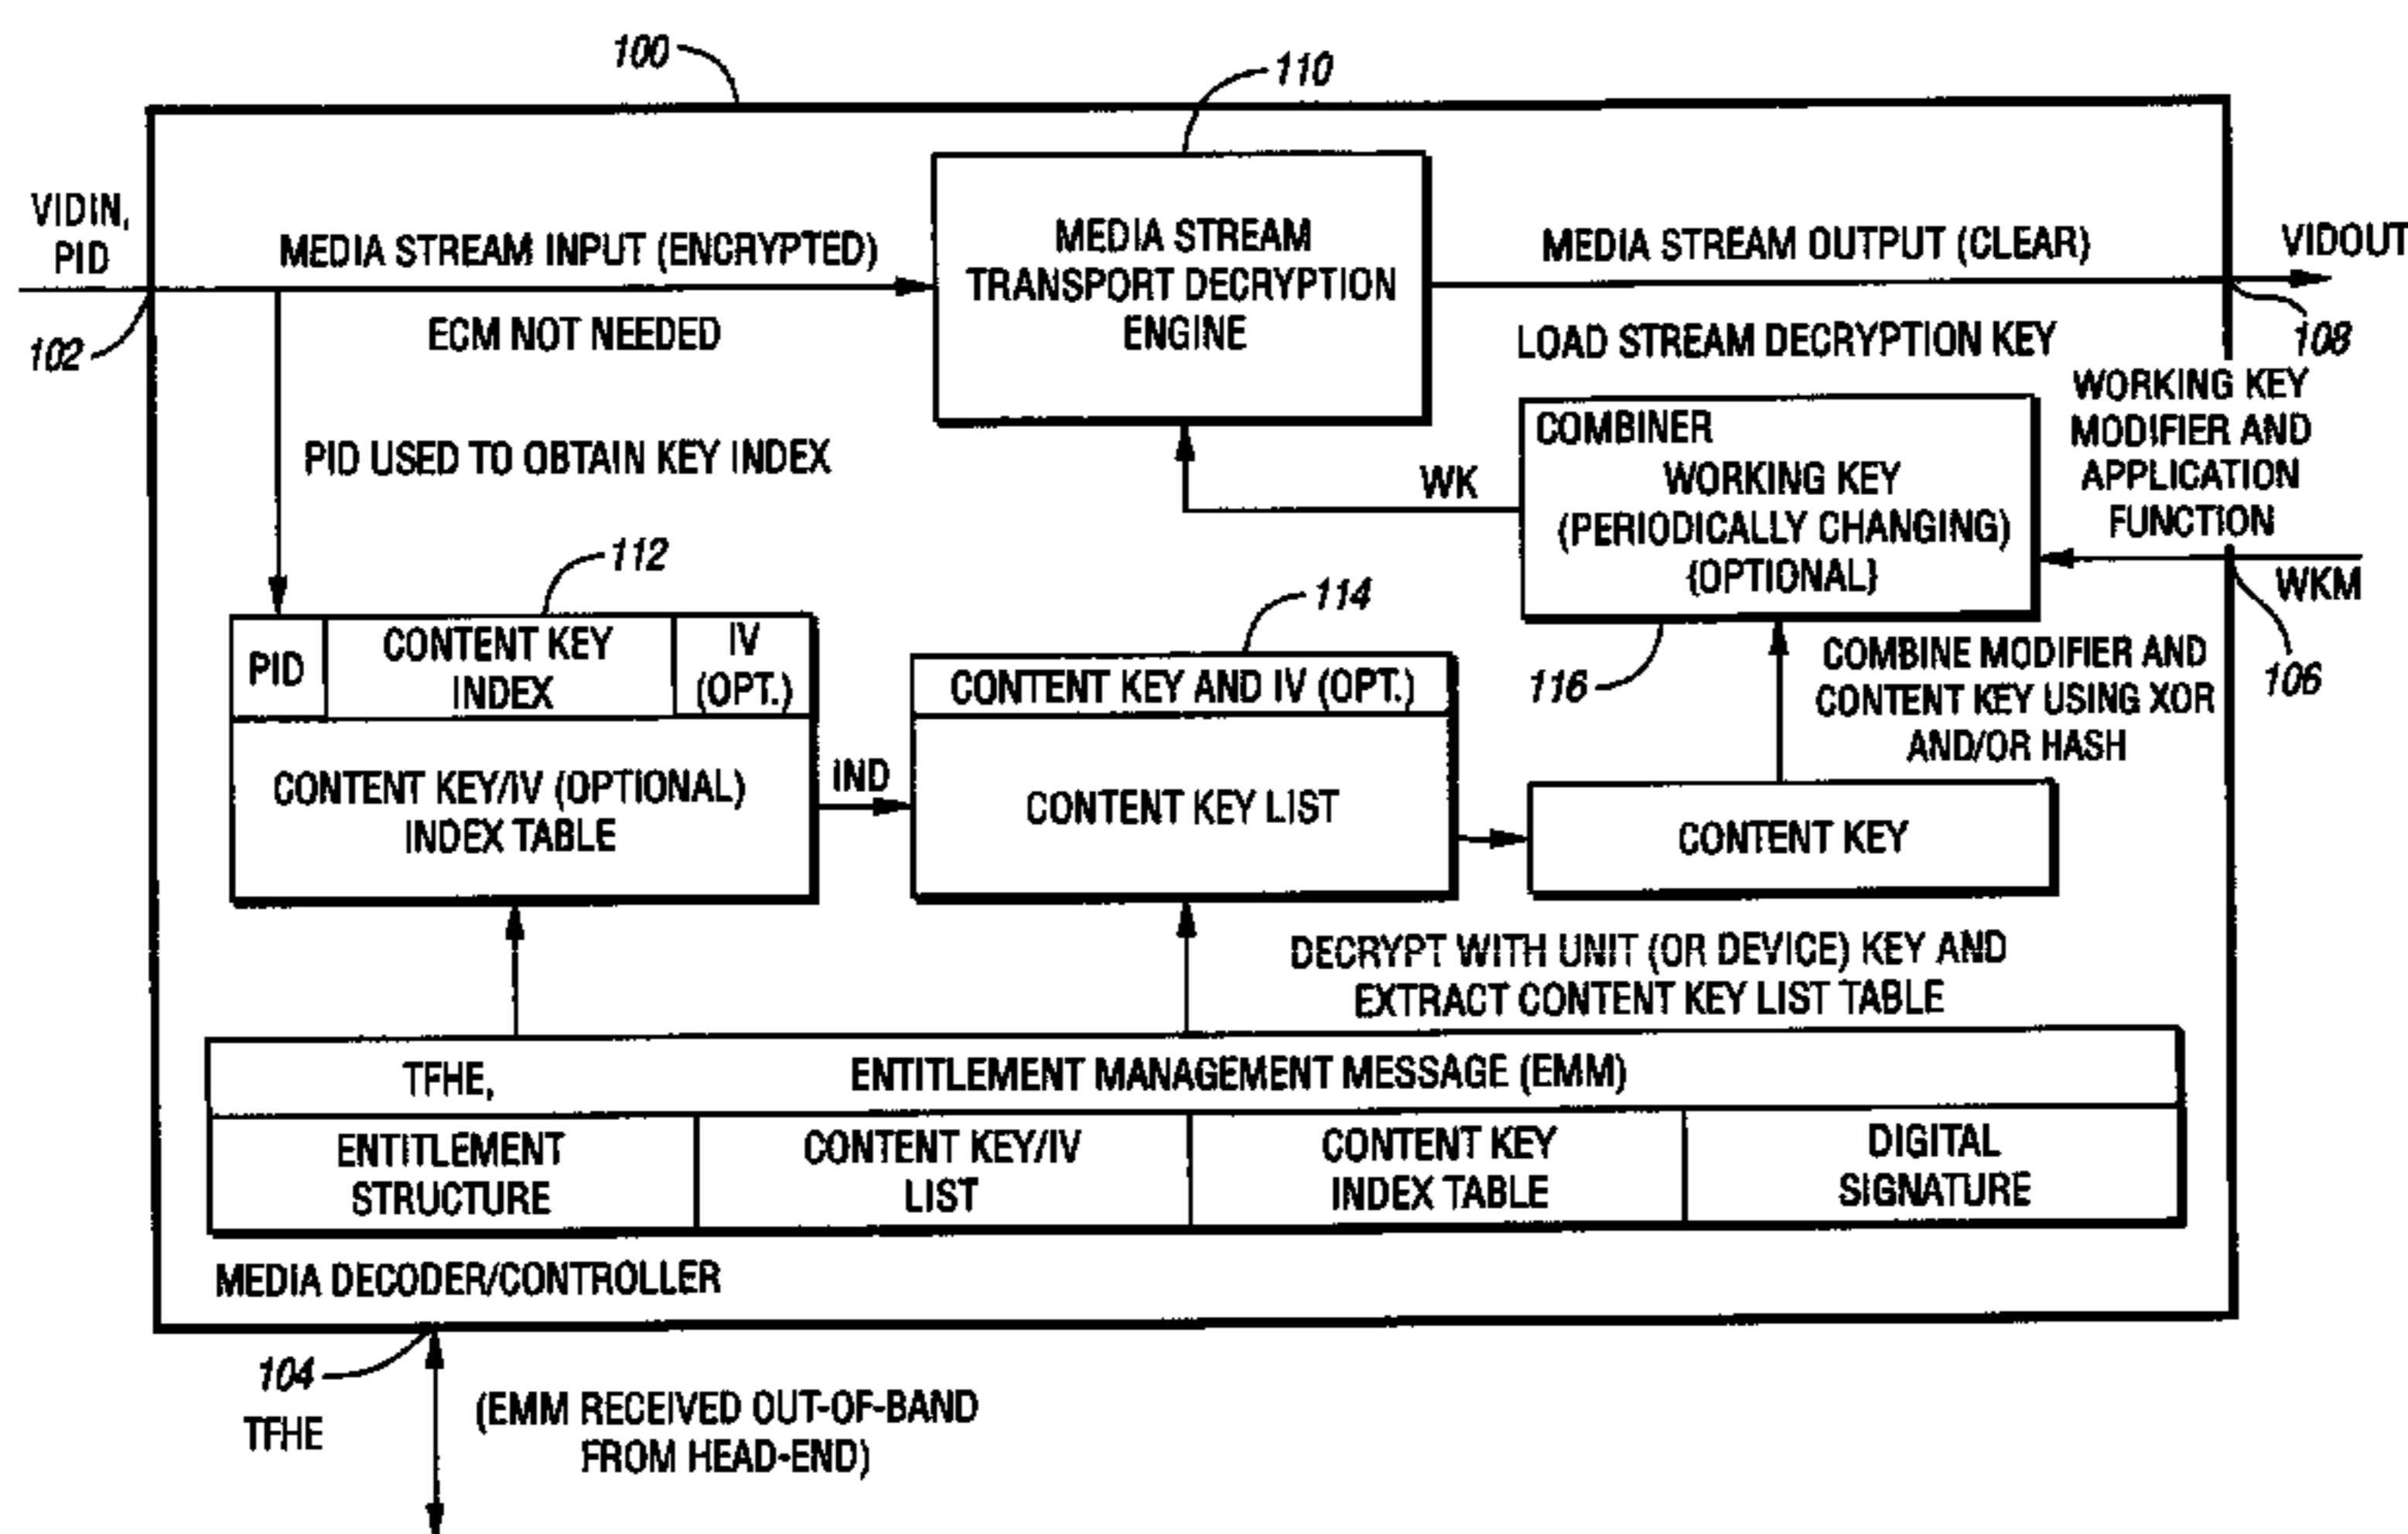 100
110
VIDIN,
PID
MEDIA STREAM INPUT (ENCRYPTED)
ECM NOT NEEDED
102
MEDIA STREAM
TRANSPORT DECRYPTION
ENGINE
MEDIA STREAM OUTPUT (CLEAR)
VIDOUT
108
LOAD STREAM DECRYPTION KEY
WORKING KEY
MODIFIER AND
APPLICATION
FUNCTION
WKM
106
PID USED TO OBTAIN KEY INDEX
WK
COMBINER
WORKING KEY
(PERIODICALLY CHANGING)
{OPTIONAL}
116
COMBINE MODIFIER AND
CONTENT KEY USING XOR
AND/OR HASH
112
PID
CONTENT KEY
INDEX
IV
(OPT.)
CONTENT KEY/IV (OPTIONAL)
INDEX TABLE
IND
114
CONTENT KEY AND IV (OPT.)
CONTENT KEY LIST
CONTENT KEY
DECRYPT WITH UNIT (OR DEVICE) KEY AND
EXTRACT CONTENT KEY LIST TABLE
TFHE,
ENTITLEMENT MANAGEMENT MESSAGE (EMM)
ENTITLEMENT
STRUCTURE
CONTENT KEY/IV
LIST
CONTENT KEY
INDEX TABLE
DIGITAL
SIGNATURE
MEDIA DECODER/CONTROLLER
104
TFHE
(EMM RECEIVED OUT-OF-BAND
FROM HEAD-END)